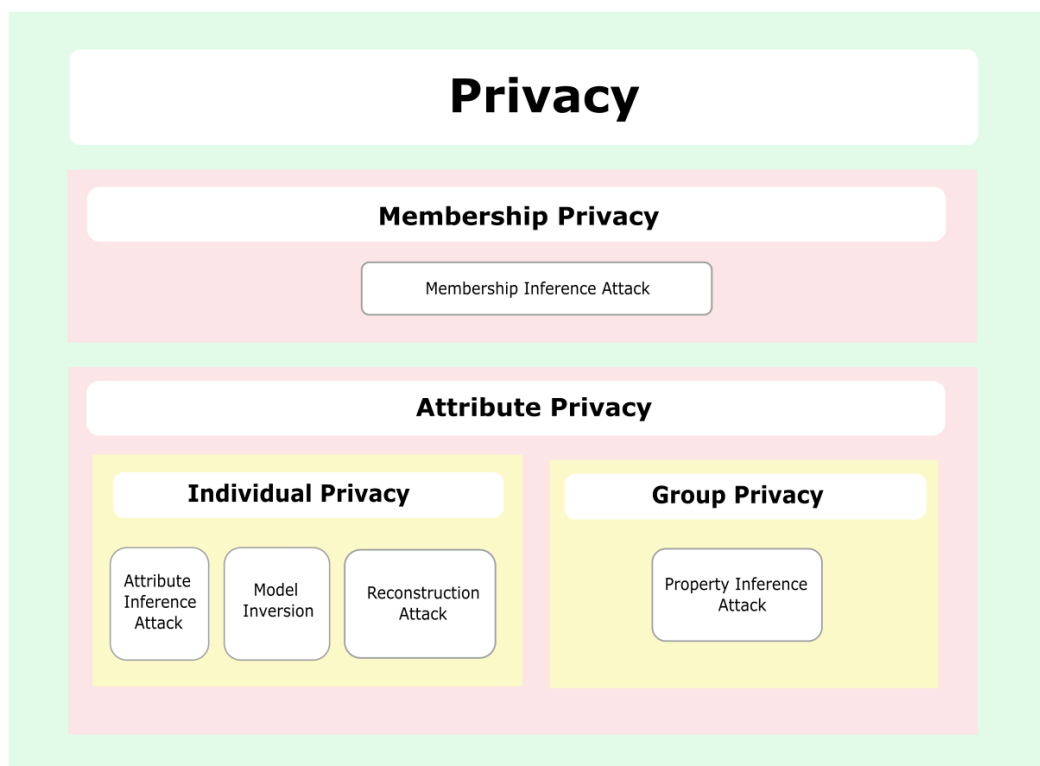 Privacy
Membership Privacy
Membership Inference Attack
Attribute Privacy
Individual Privacy
Attribute
Inference
Attack
Model
Inversion
Reconstruction
Attack
Group Privacy
Property Inference
Attack